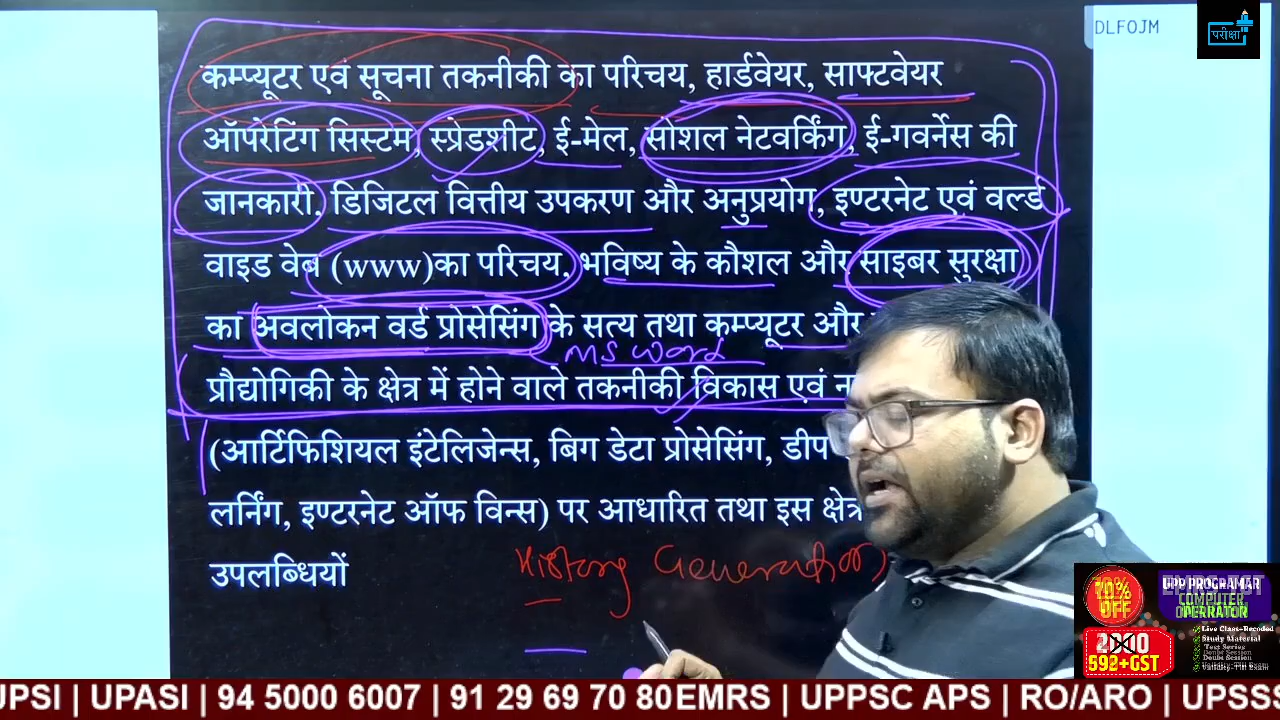 DLFOJM
परीक्षा
कम्प्यूटर एवं सूचना तकनीकी का परिचय, हार्डवेयर, साफ्टवेयर
ऑपरेटिंग सिस्टम, स्प्रेडशीट, ई-मेल, सोशल नेटवर्किंग, ई-गवर्नेस की
जानकारी, डिजिटल वित्तीय उपकरण और अनुप्रयोग, इण्टरनेट एवं वर्ल्ड
वाइड वेब (www)का परिचय, भविष्य के कौशल और साइबर सुरक्षा
का अवलोकन वर्ड प्रोसेसिंग के सत्य तथा कम्प्यूटर और
MS Word
प्रौद्योगिकी के क्षेत्र में होने वाले तकनीकी विकास एवं
(आर्टिफिशियल इंटेलिजेन्स, बिग डेटा प्रोसेसिंग, डीप
लर्निंग, इण्टरनेट ऑफ विन्स) पर आधारित तथा इस क्षेत्र
उपलब्धियों
History Generation
OFF
UPP PROGRAMAR
COMPUTER
592+GST
Study Material
Test Series
UPSI | UPASI | 94 5000 6007 | 91 29 69 70 80 EMRS | UPPSC APS | RO/ARO | UPSSS